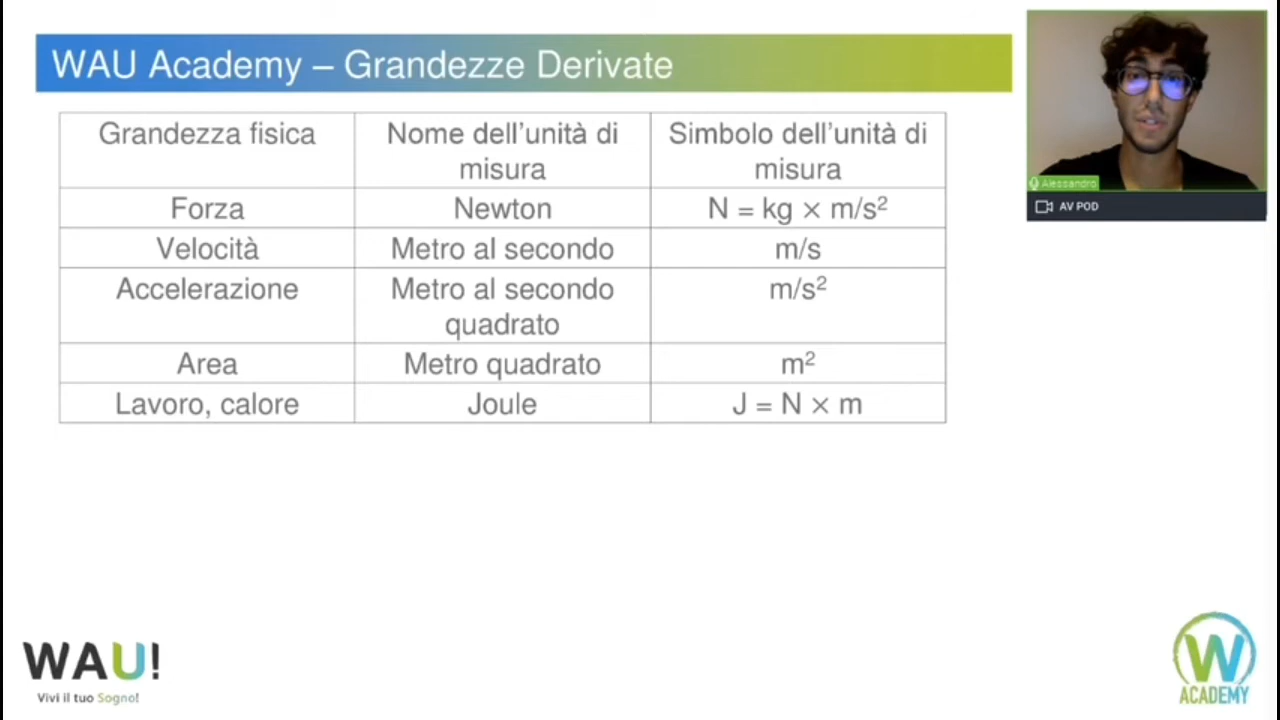 WAU Academy – Grandezze Derivate
Grandezza fisica
Nome dell'unità di
misura
Simbolo dell'unità di
misura
Forza
Newton
N = kg × m/s²
Velocità
Metro al secondo
m/s
Accelerazione
Metro al secondo
quadrato
m/s²
Area
Metro quadrato
m²
Lavoro, calore
Joule
J = N × m
Alessandro
AV POD
WAU!
Vivi il tuo Sogno!
W
ACADEMY